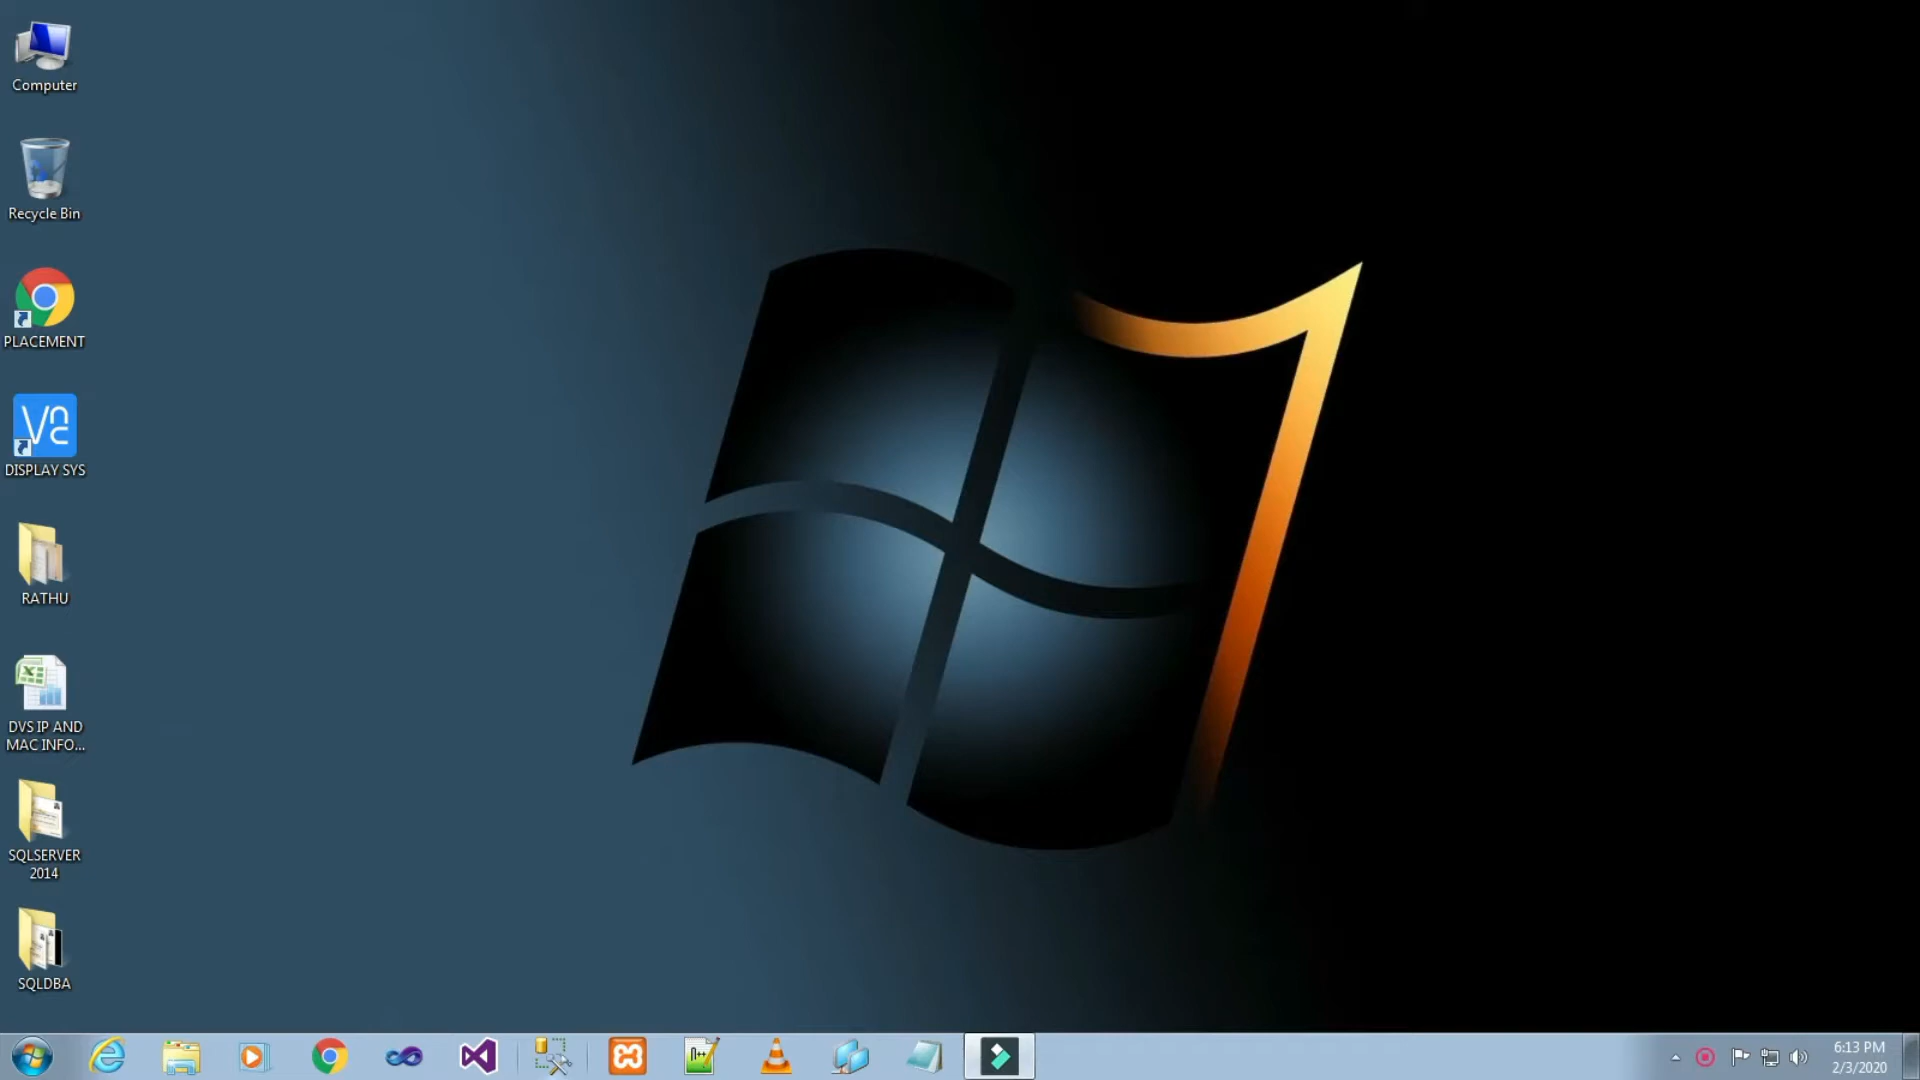 Computer
Recycle Bin
PLACEMENT
DISPLAY SYS
RATHU
DVS IP AND
MAC INFO...
SQLSERVER
2014
SQLDBA
6:13 PM
2/3/2020